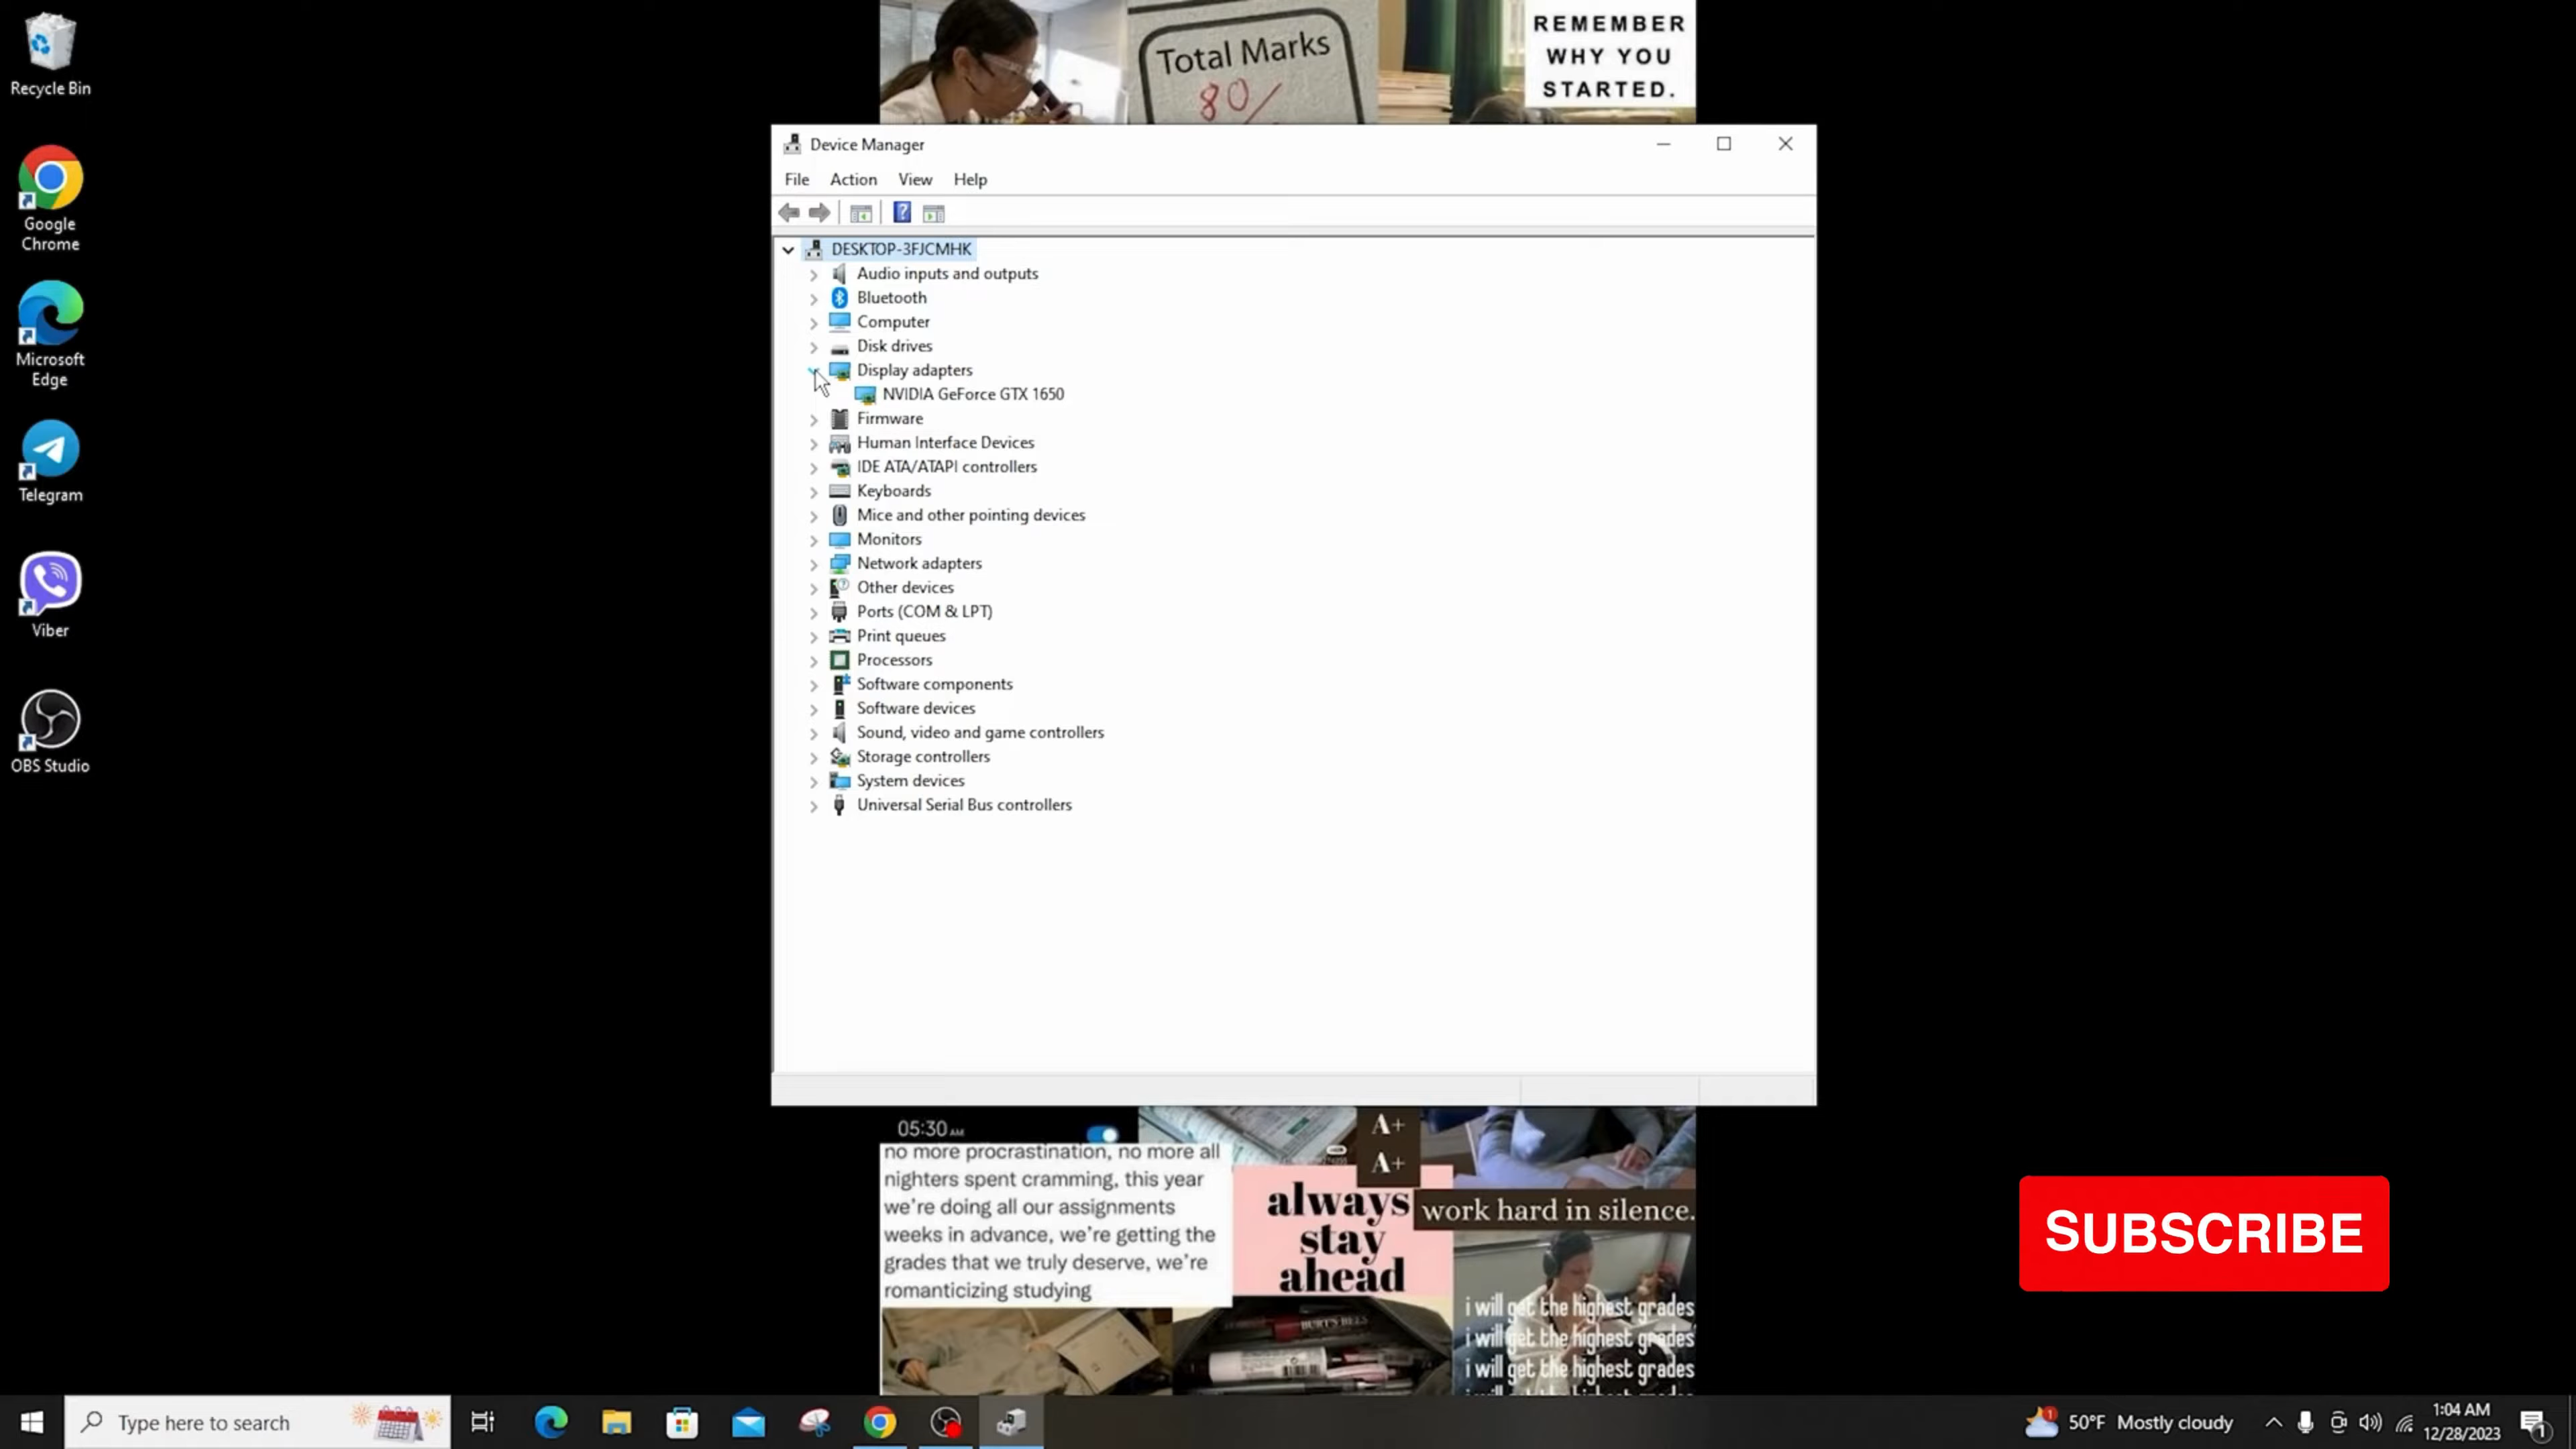 Recycle Bin
Google
Chrome
Microsoft
Edge
Telegram
Viber
OBS Studio
Total Marks
80/
REMEMBER
WHY YOU
STARTED.
Device Manager
File Action View Help
DESKTOP-3FJCMHK
Audio inputs and outputs
Bluetooth
Computer
Disk drives
Display adapters
NVIDIA GeForce GTX 1650
Firmware
Human Interface Devices
IDE ATA/ATAPI controllers
Keyboards
Mice and other pointing devices
Monitors
Network adapters
Other devices
Ports (COM & LPT)
Print queues
Processors
Software components
Software devices
Sound, video and game controllers
Storage controllers
System devices
Universal Serial Bus controllers
05:30 AM
no more procrastination, no more all
nighters spent cramming, this year
we're doing all our assignments
weeks in advance, we're getting the
grades that we truly deserve, we're
romanticizing studying
A+
A+
always
stay
ahead
work hard in silence.
BURT'S BEES
i will get the highest grades
i will get the highest grades
i will get the highest grades
SUBSCRIBE
Type here to search
1
50°F Mostly cloudy
1:04 AM
12/28/2023
1